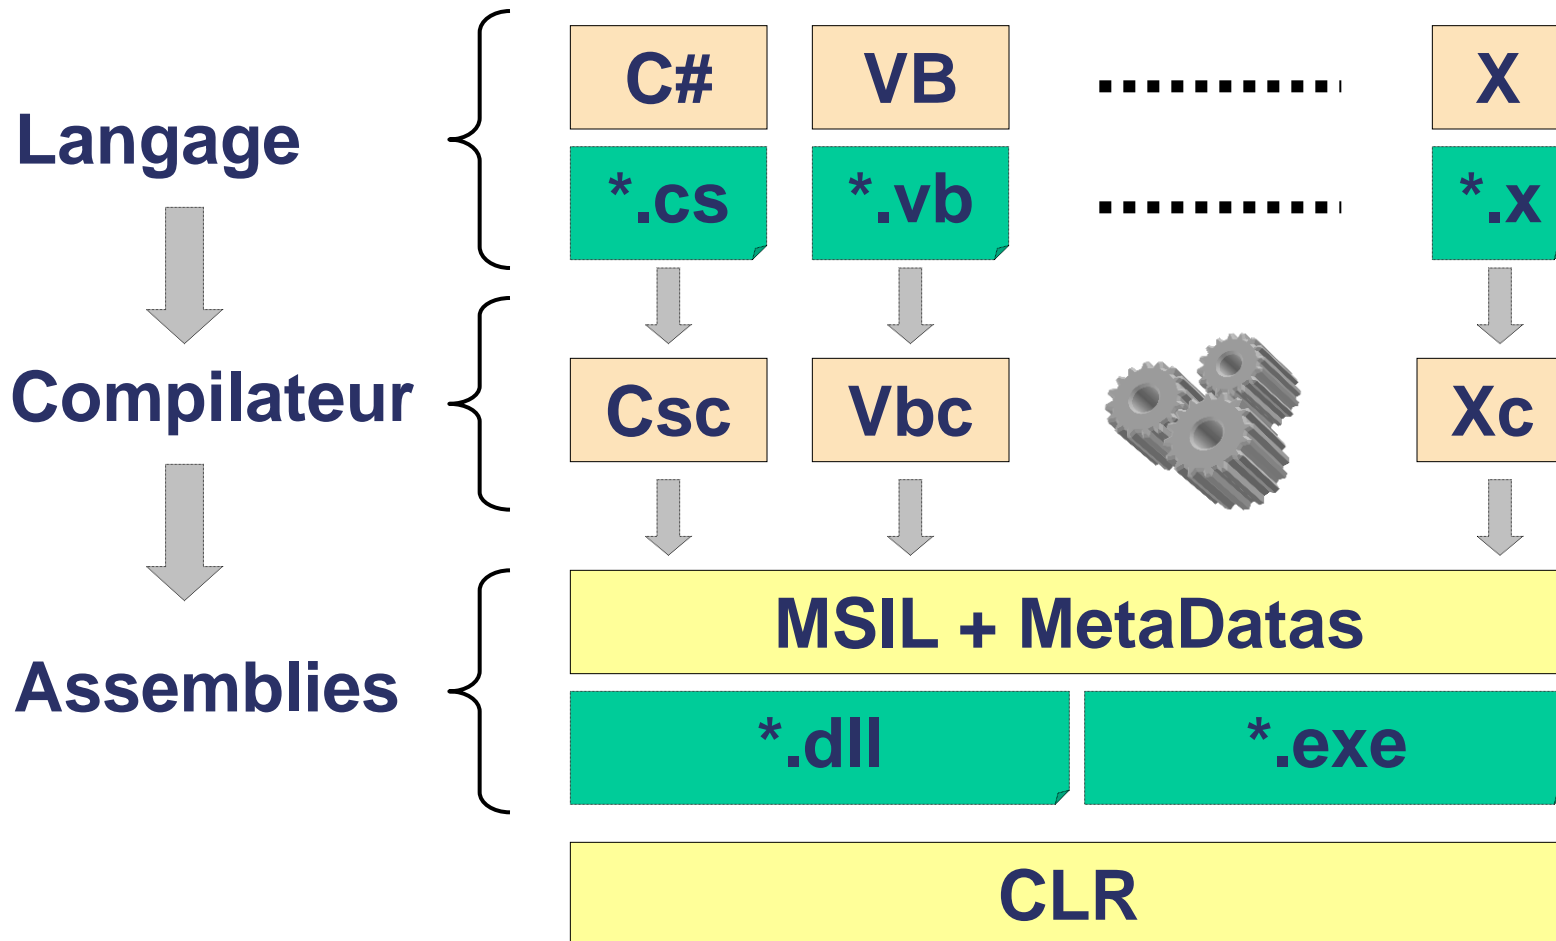 Langage
C# VB X
*.cs *.vb *.x
Compilateur
Csc Vbc Xc
Assemblies
MSIL + MetaDatas
*.dll *.exe
CLR